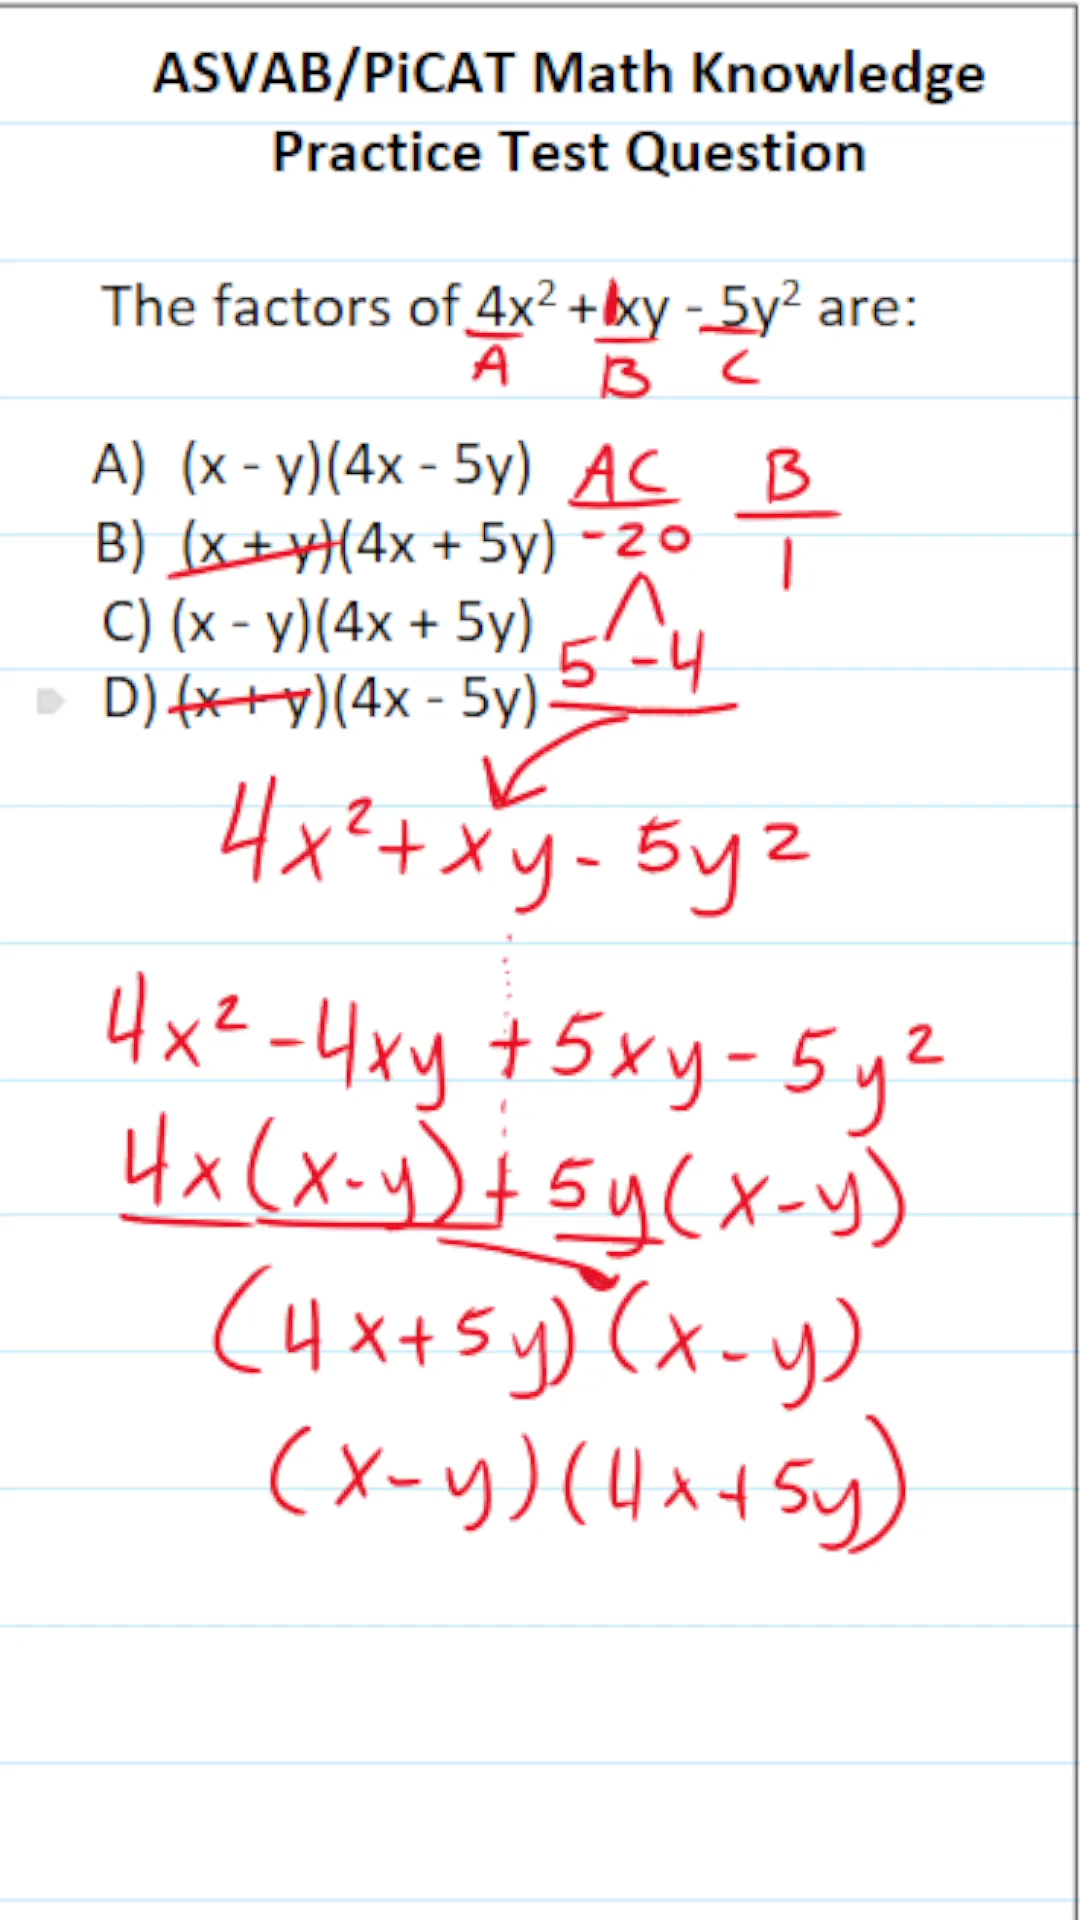 ASVAB/PiCAT Math Knowledge
Practice Test Question
The factors of 4x² + 1xy - 5y² are:
A B C
A) (x - y)(4x - 5y) AC B
B) (x + y)(4x + 5y) -20 1
C) (x - y)(4x + 5y)
5 -4
D) (x + y)(4x - 5y)
4x² + xy - 5y²
4x² - 4xy + 5xy - 5y²
4x(x-y) + 5y(x-y)
(4x+5y)(x-y)
(x-y)(4x+5y)